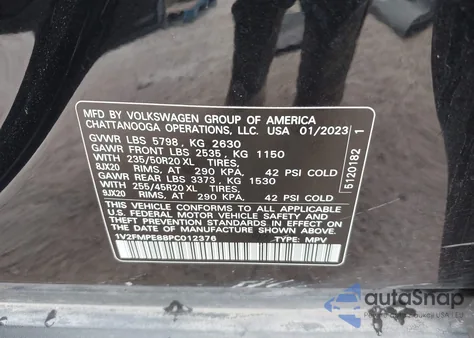 MFD BY VOLKSWAGEN GROUP OF AMERICA
CHATTANOOGA OPERATIONS, LLC. USA 01/2023
GVWR LBS 5798, KG 2630
GAWR FRONT LBS 2535, KG 1150
WITH 235/50R20 XL TIRES,
8JX20 RIMS, AT 290 KPA. 42 PSI COLD
GAWR REAR LBS 3373, KG 1530
WITH 255/45R20 XL TIRES,
8JX20 RIMS, AT 290 KPA. 42 PSI COLD
THIS VEHICLE CONFORMS TO ALL APPLICABLE
U.S. FEDERAL MOTOR VEHICLE SAFETY AND
THEFT PREVENTION STANDARDS IN EFFECT ON THE
DATE OF MANUFACTURE SHOWN ABOVE.
1V2FMPE88PC012376 TYPE: MPV
5120182 1
autoSnap